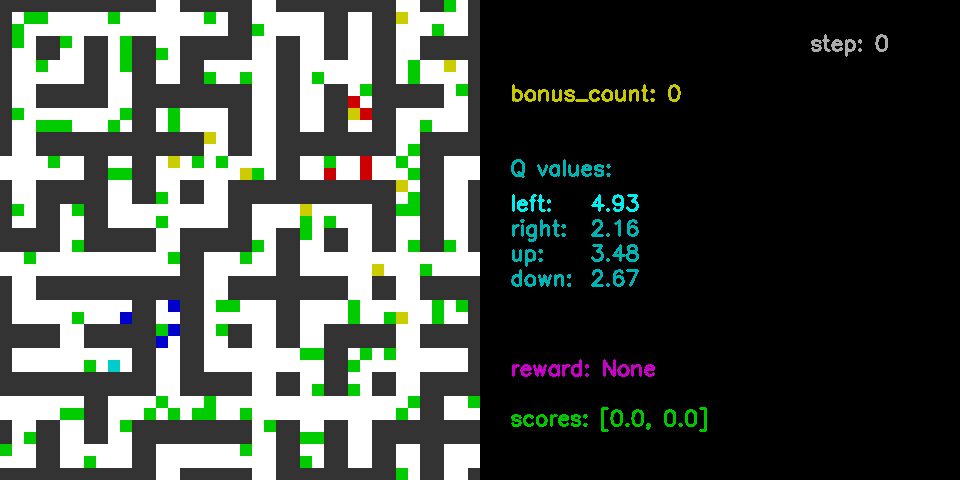 step: 0
bonus_count: 0
Q values:
left: 4.93
right: 2.16
up: 3.48
down: 2.67
reward: None
scores: [0.0, 0.0]